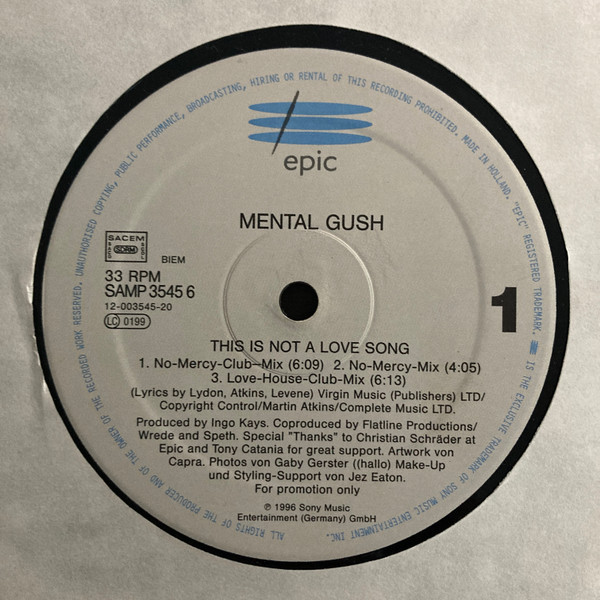 epic
MENTAL GUSH
SACEM
SACD
SDRM
SGDL
BIEM
33 RPM
SAMP 3545 6
12-003545-20
LC 0199
1
THIS IS NOT A LOVE SONG
1. No-Mercy-Club-Mix (6:09) 2. No-Mercy-Mix (4:05)
3. Love-House-Club-Mix (6:13)
(Lyrics by Lydon, Atkins, Levene) Virgin Music (Publishers) LTD/
Copyright Control/Martin Atkins/Complete Music LTD.
Produced by Ingo Kays. Coproduced by Flatline Productions/
Wrede and Speth. Special "Thanks" to Christian Schräder at
Epic and Tony Catania for great support. Artwork von
Capra. Photos von Gaby Gerster ((hallo) Make-Up
und Styling-Support von Jez Eaton.
For promotion only
℗ 1996 Sony Music
Entertainment (Germany) GmbH
ALL RIGHTS OF THE PRODUCER AND OF THE OWNER OF THE RECORDED WORK RESERVED. UNAUTHORISED COPYING, PUBLIC PERFORMANCE, BROADCASTING, HIRING OR RENTAL OF THIS RECORDING PROHIBITED. MADE IN HOLLAND. "EPIC" REGISTERED TRADEMARK. IS THE EXCLUSIVE TRADEMARK OF SONY MUSIC ENTERTAINMENT INC.